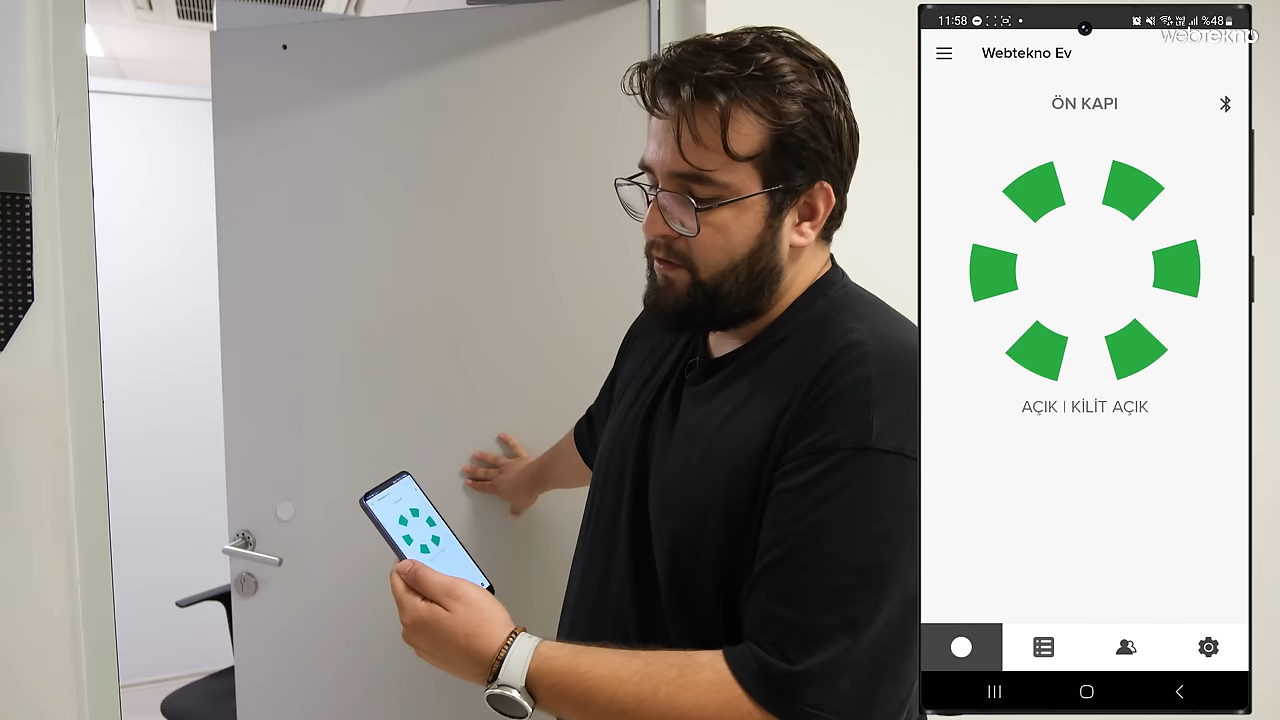 11:58
%48
webtekno
Webtekno Ev
ÖN KAPI
AÇIK | KİLİT AÇIK